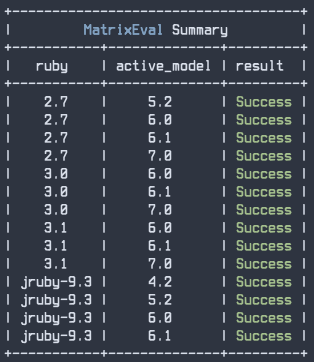 +----------+--------------+---------+
|        MatrixEval Summary         |
+----------+--------------+---------+
| ruby | active_model | result |
+----------+--------------+---------+
| 2.7 | 5.2 | Success |
| 2.7 | 6.0 | Success |
| 2.7 | 6.1 | Success |
| 2.7 | 7.0 | Success |
| 3.0 | 6.0 | Success |
| 3.0 | 6.1 | Success |
| 3.0 | 7.0 | Success |
| 3.1 | 6.0 | Success |
| 3.1 | 6.1 | Success |
| 3.1 | 7.0 | Success |
| jruby-9.3 | 4.2 | Success |
| jruby-9.3 | 5.2 | Success |
| jruby-9.3 | 6.0 | Success |
| jruby-9.3 | 6.1 | Success |
+----------+--------------+---------+